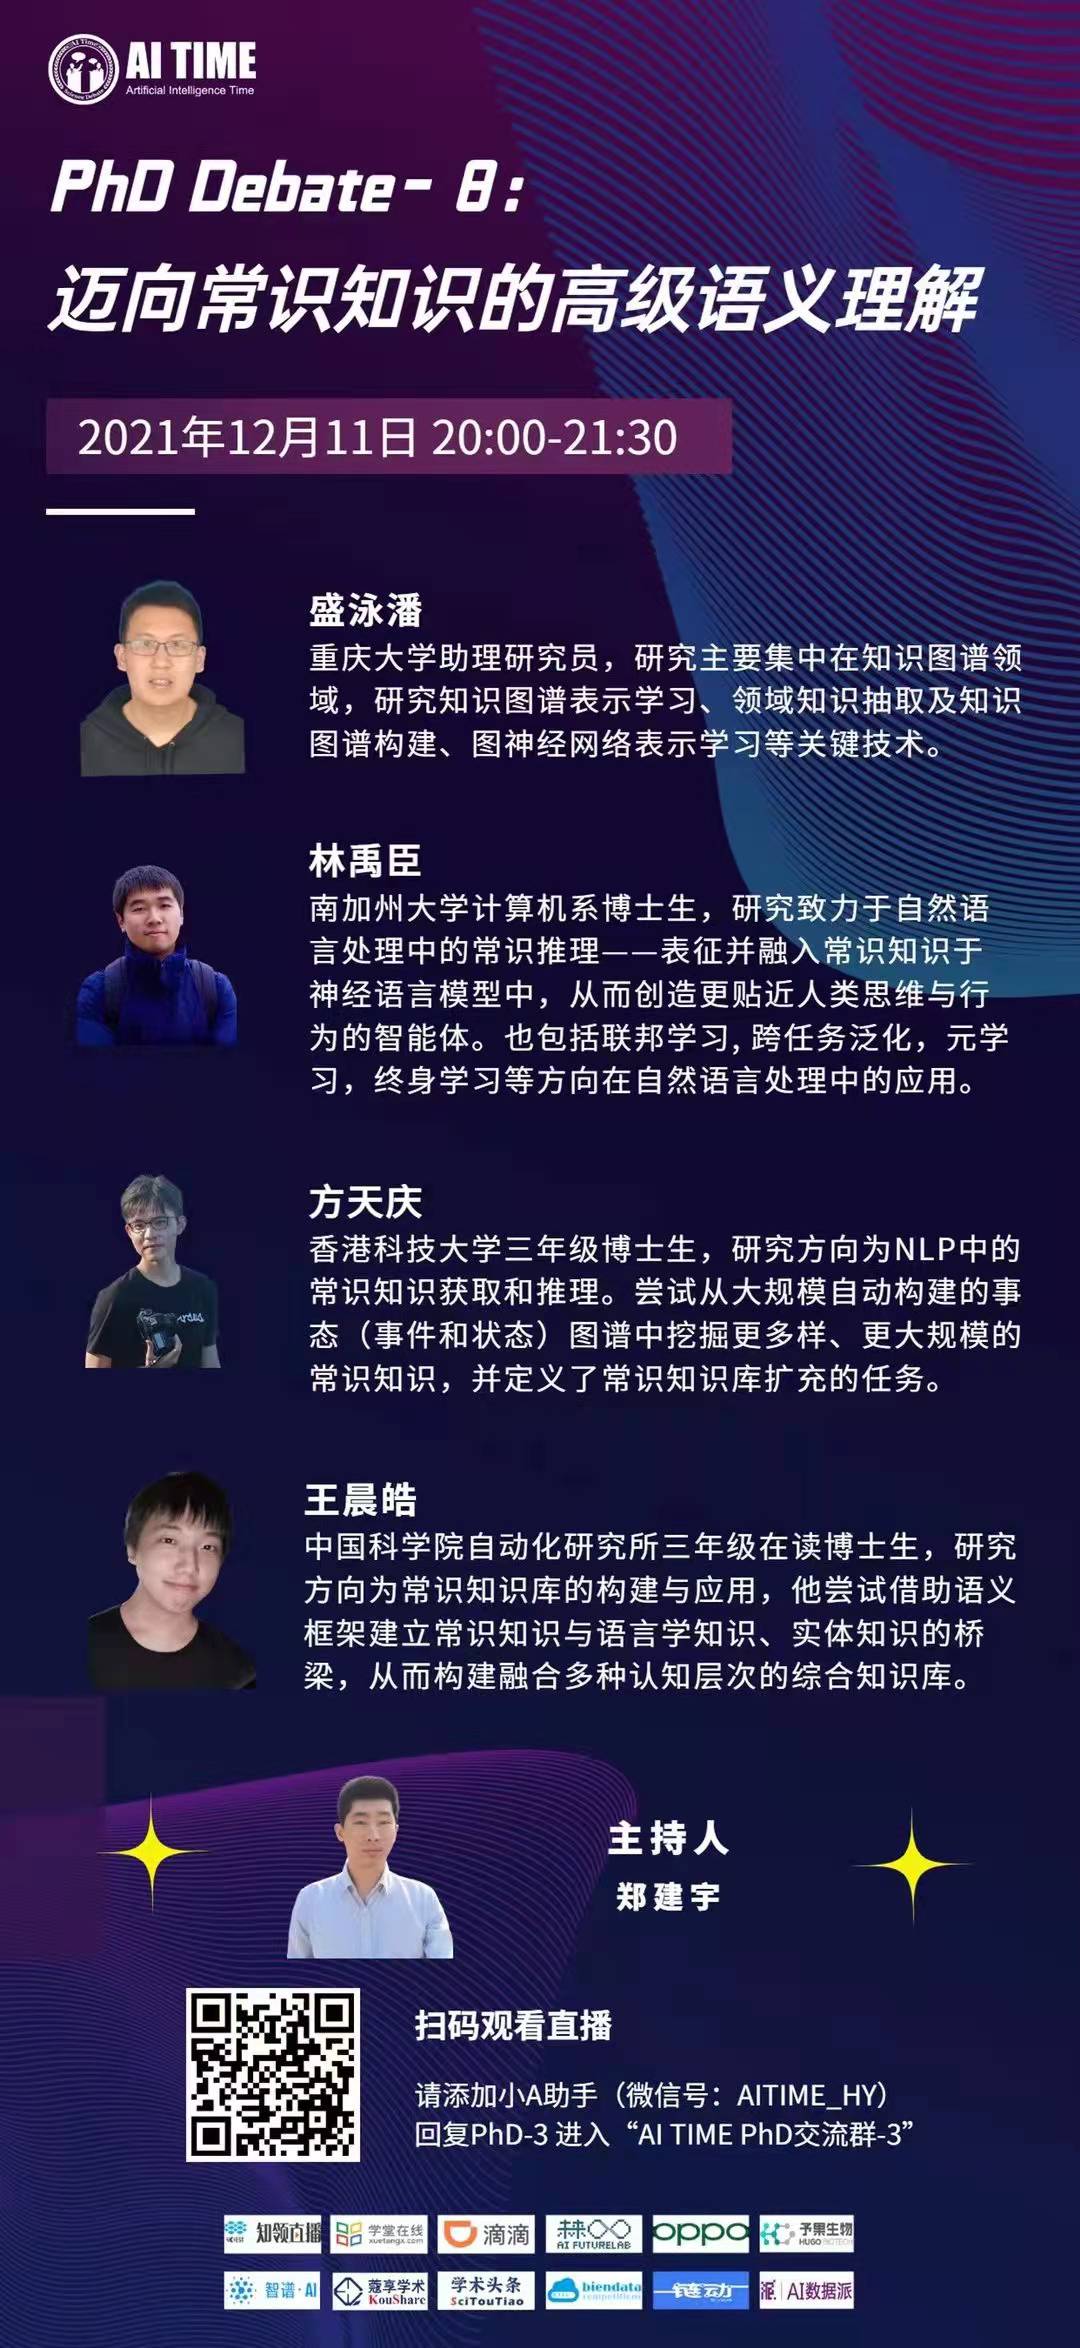 AI TIME
Artificial Intelligence Time
PhD Debate- 8：
迈向常识知识的高级语义理解
2021年12月11日 20:00-21:30
盛泳潘
重庆大学助理研究员，研究主要集中在知识图谱领
域，研究知识图谱表示学习、领域知识抽取及知识
图谱构建、图神经网络表示学习等关键技术。
林禹臣
南加州大学计算机系博士生，研究致力于自然语
言处理中的常识推理——表征并融入常识知识于
神经语言模型中，从而创造更贴近人类思维与行
为的智能体。也包括联邦学习, 跨任务泛化，元学
习，终身学习等方向在自然语言处理中的应用。
方天庆
香港科技大学三年级博士生，研究方向为NLP中的
常识知识获取和推理。尝试从大规模自动构建的事
态（事件和状态）图谱中挖掘更多样、更大规模的
常识知识，并定义了常识知识库扩充的任务。
王晨皓
中国科学院自动化研究所三年级在读博士生，研究
方向为常识知识库的构建与应用，他尝试借助语义
框架建立常识知识与语言学知识、实体知识的桥
梁，从而构建融合多种认知层次的综合知识库。
主持人
郑建宇
扫码观看直播
请添加小A助手（微信号：AITIME_HY）
回复PhD-3 进入“AI TIME PhD交流群-3”
知领直播 学堂在线 xuetangx.com 滴滴 AI FUTURELAB oppo 予果生物 HUGO BIOTECH
智谱·AI 蔻享学术 KouShare 学术头条 SciTouTiao biendata competition 链动 派 AI数据派